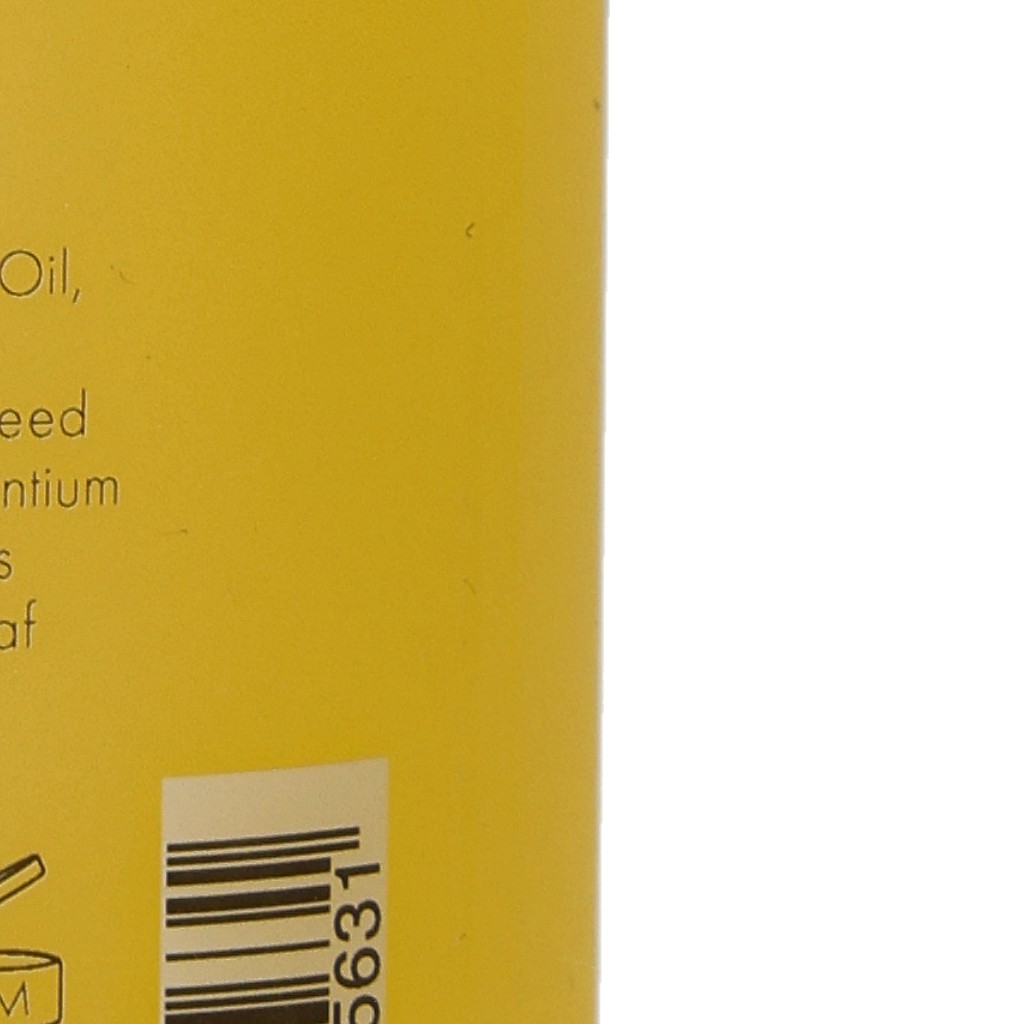 Oil,
eed
ntium
s
af
M
5631